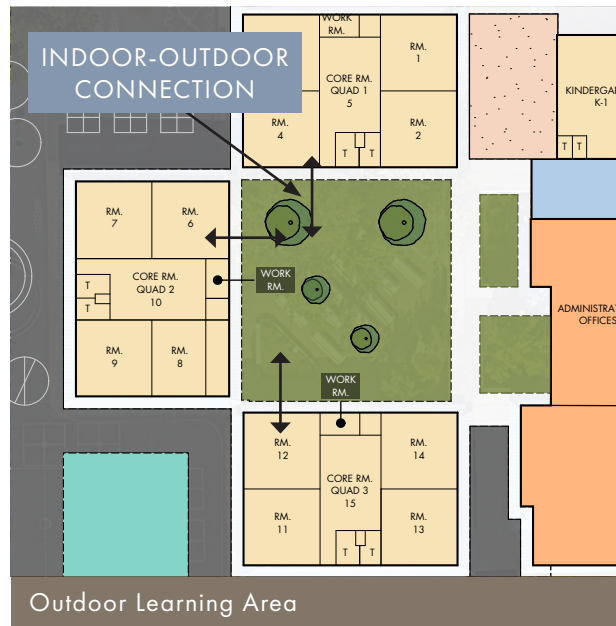 INDOOR-OUTDOOR
CONNECTION
WORK
RM.
RM.
1
CORE RM.
QUAD 1
5
RM.
4
RM.
2
T
T
KINDERGA
K-1
T
T
RM.
7
RM.
6
CORE RM.
QUAD 2
10
WORK
RM.
T
T
RM.
9
RM.
8
ADMINISTRAT
OFFICES
WORK
RM.
RM.
12
RM.
14
CORE RM.
QUAD 3
15
RM.
11
RM.
13
T
T
Outdoor Learning Area